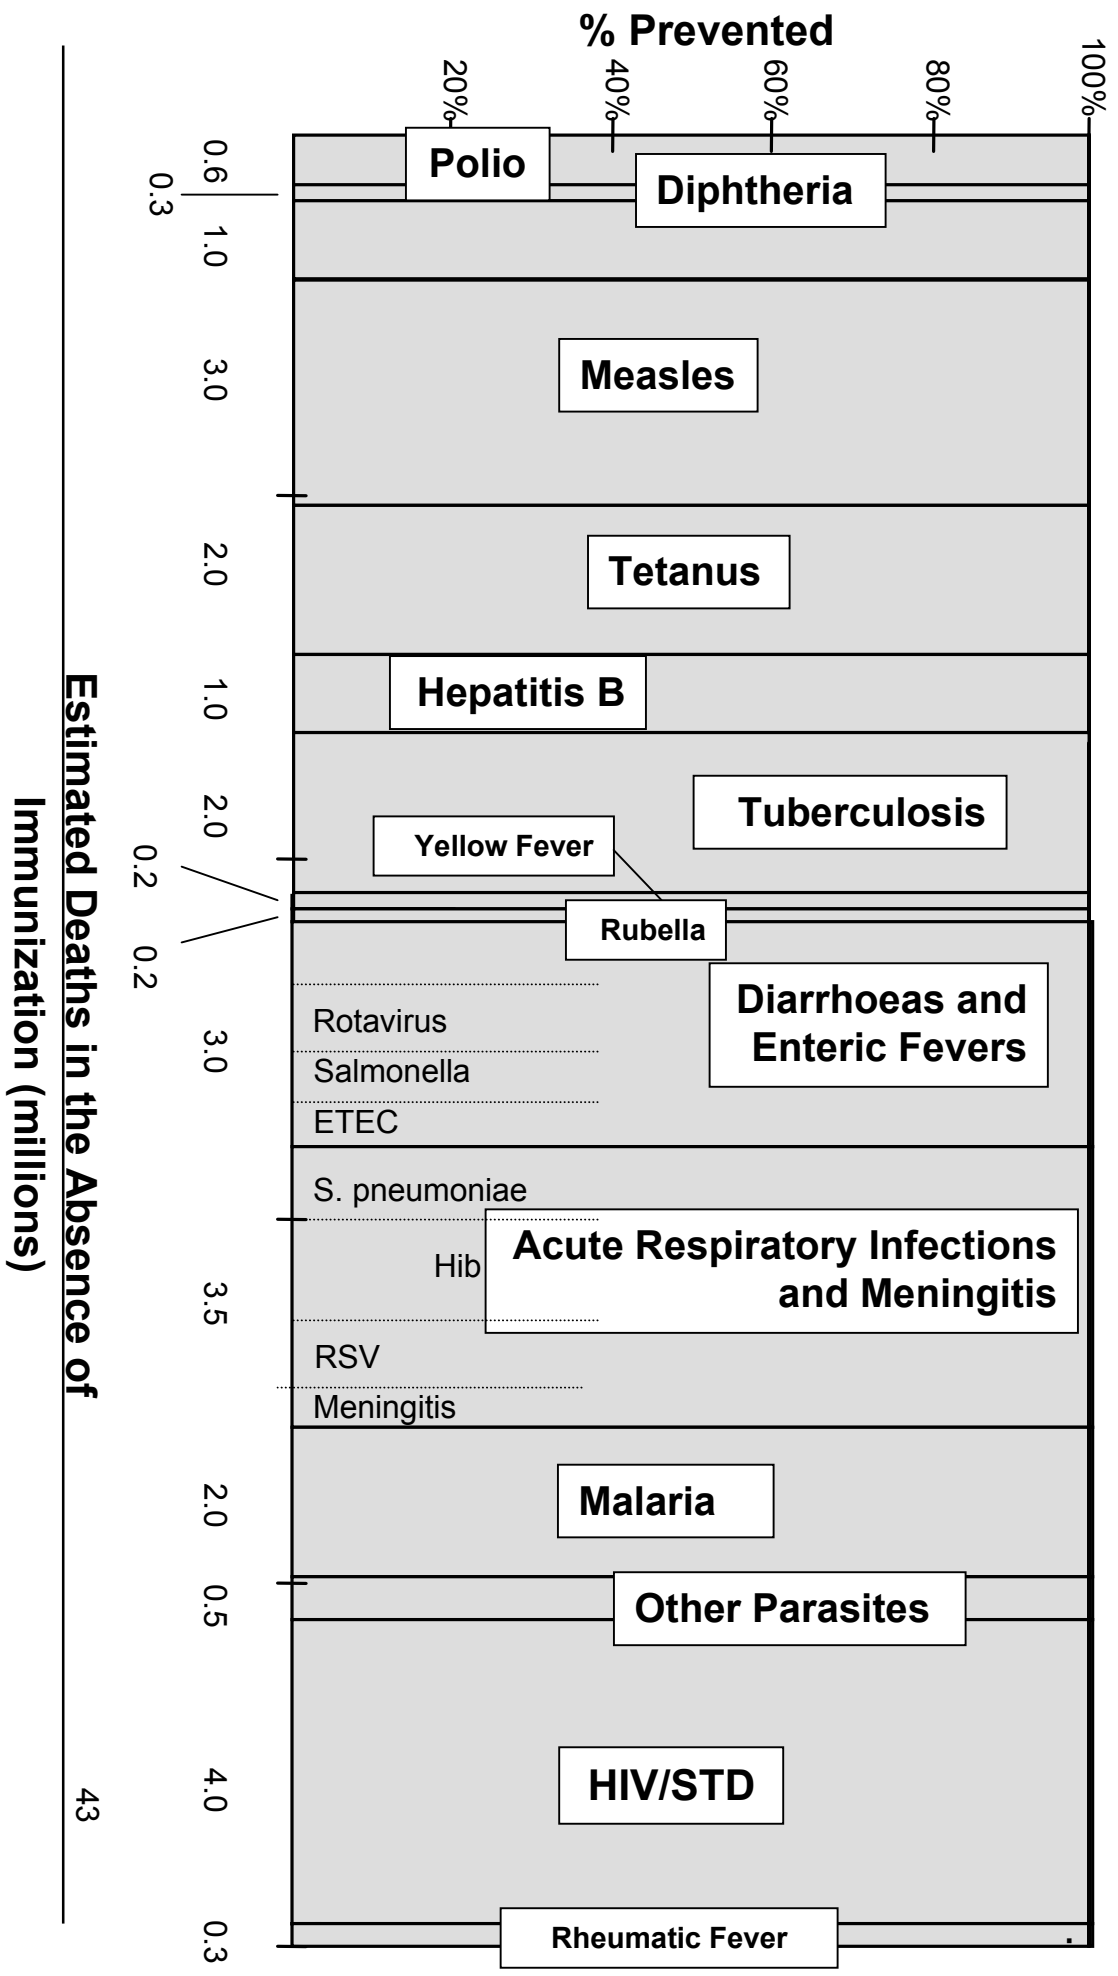 % Prevented
20%
40%
60%
80%
100%
Polio
Diphtheria
Measles
Tetanus
Hepatitis B
Tuberculosis
Yellow Fever
Rubella
Diarrhoeas and
Enteric Fevers
Rotavirus
Salmonella
ETEC
S. pneumoniae
Acute Respiratory Infections
and Meningitis
Hib
RSV
Meningitis
Malaria
Other Parasites
HIV/STD
Rheumatic Fever
.
0.6
0.3
1.0
3.0
2.0
1.0
2.0
0.2
0.2
3.0
3.5
2.0
0.5
4.0
0.3
Estimated Deaths in the Absence of
Immunization (millions)
43